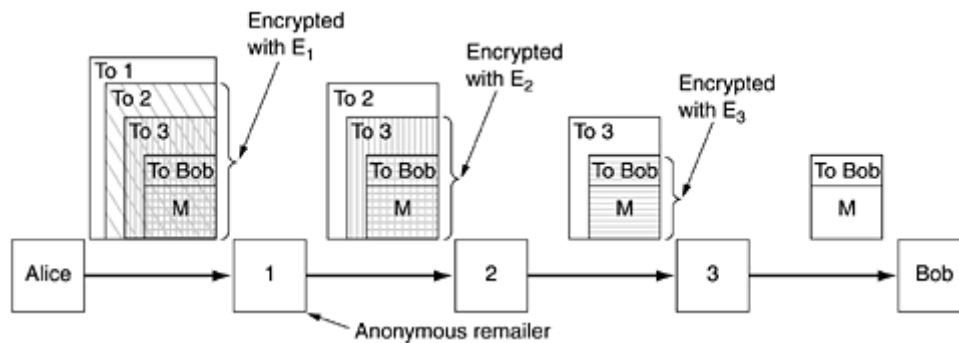 Encrypted
with E1
To 1
To 2
To 3
To Bob
M
Encrypted
with E2
To 2
To 3
To Bob
M
Encrypted
with E3
To 3
To Bob
M
To Bob
M
Alice
1
2
3
Bob
Anonymous remailer